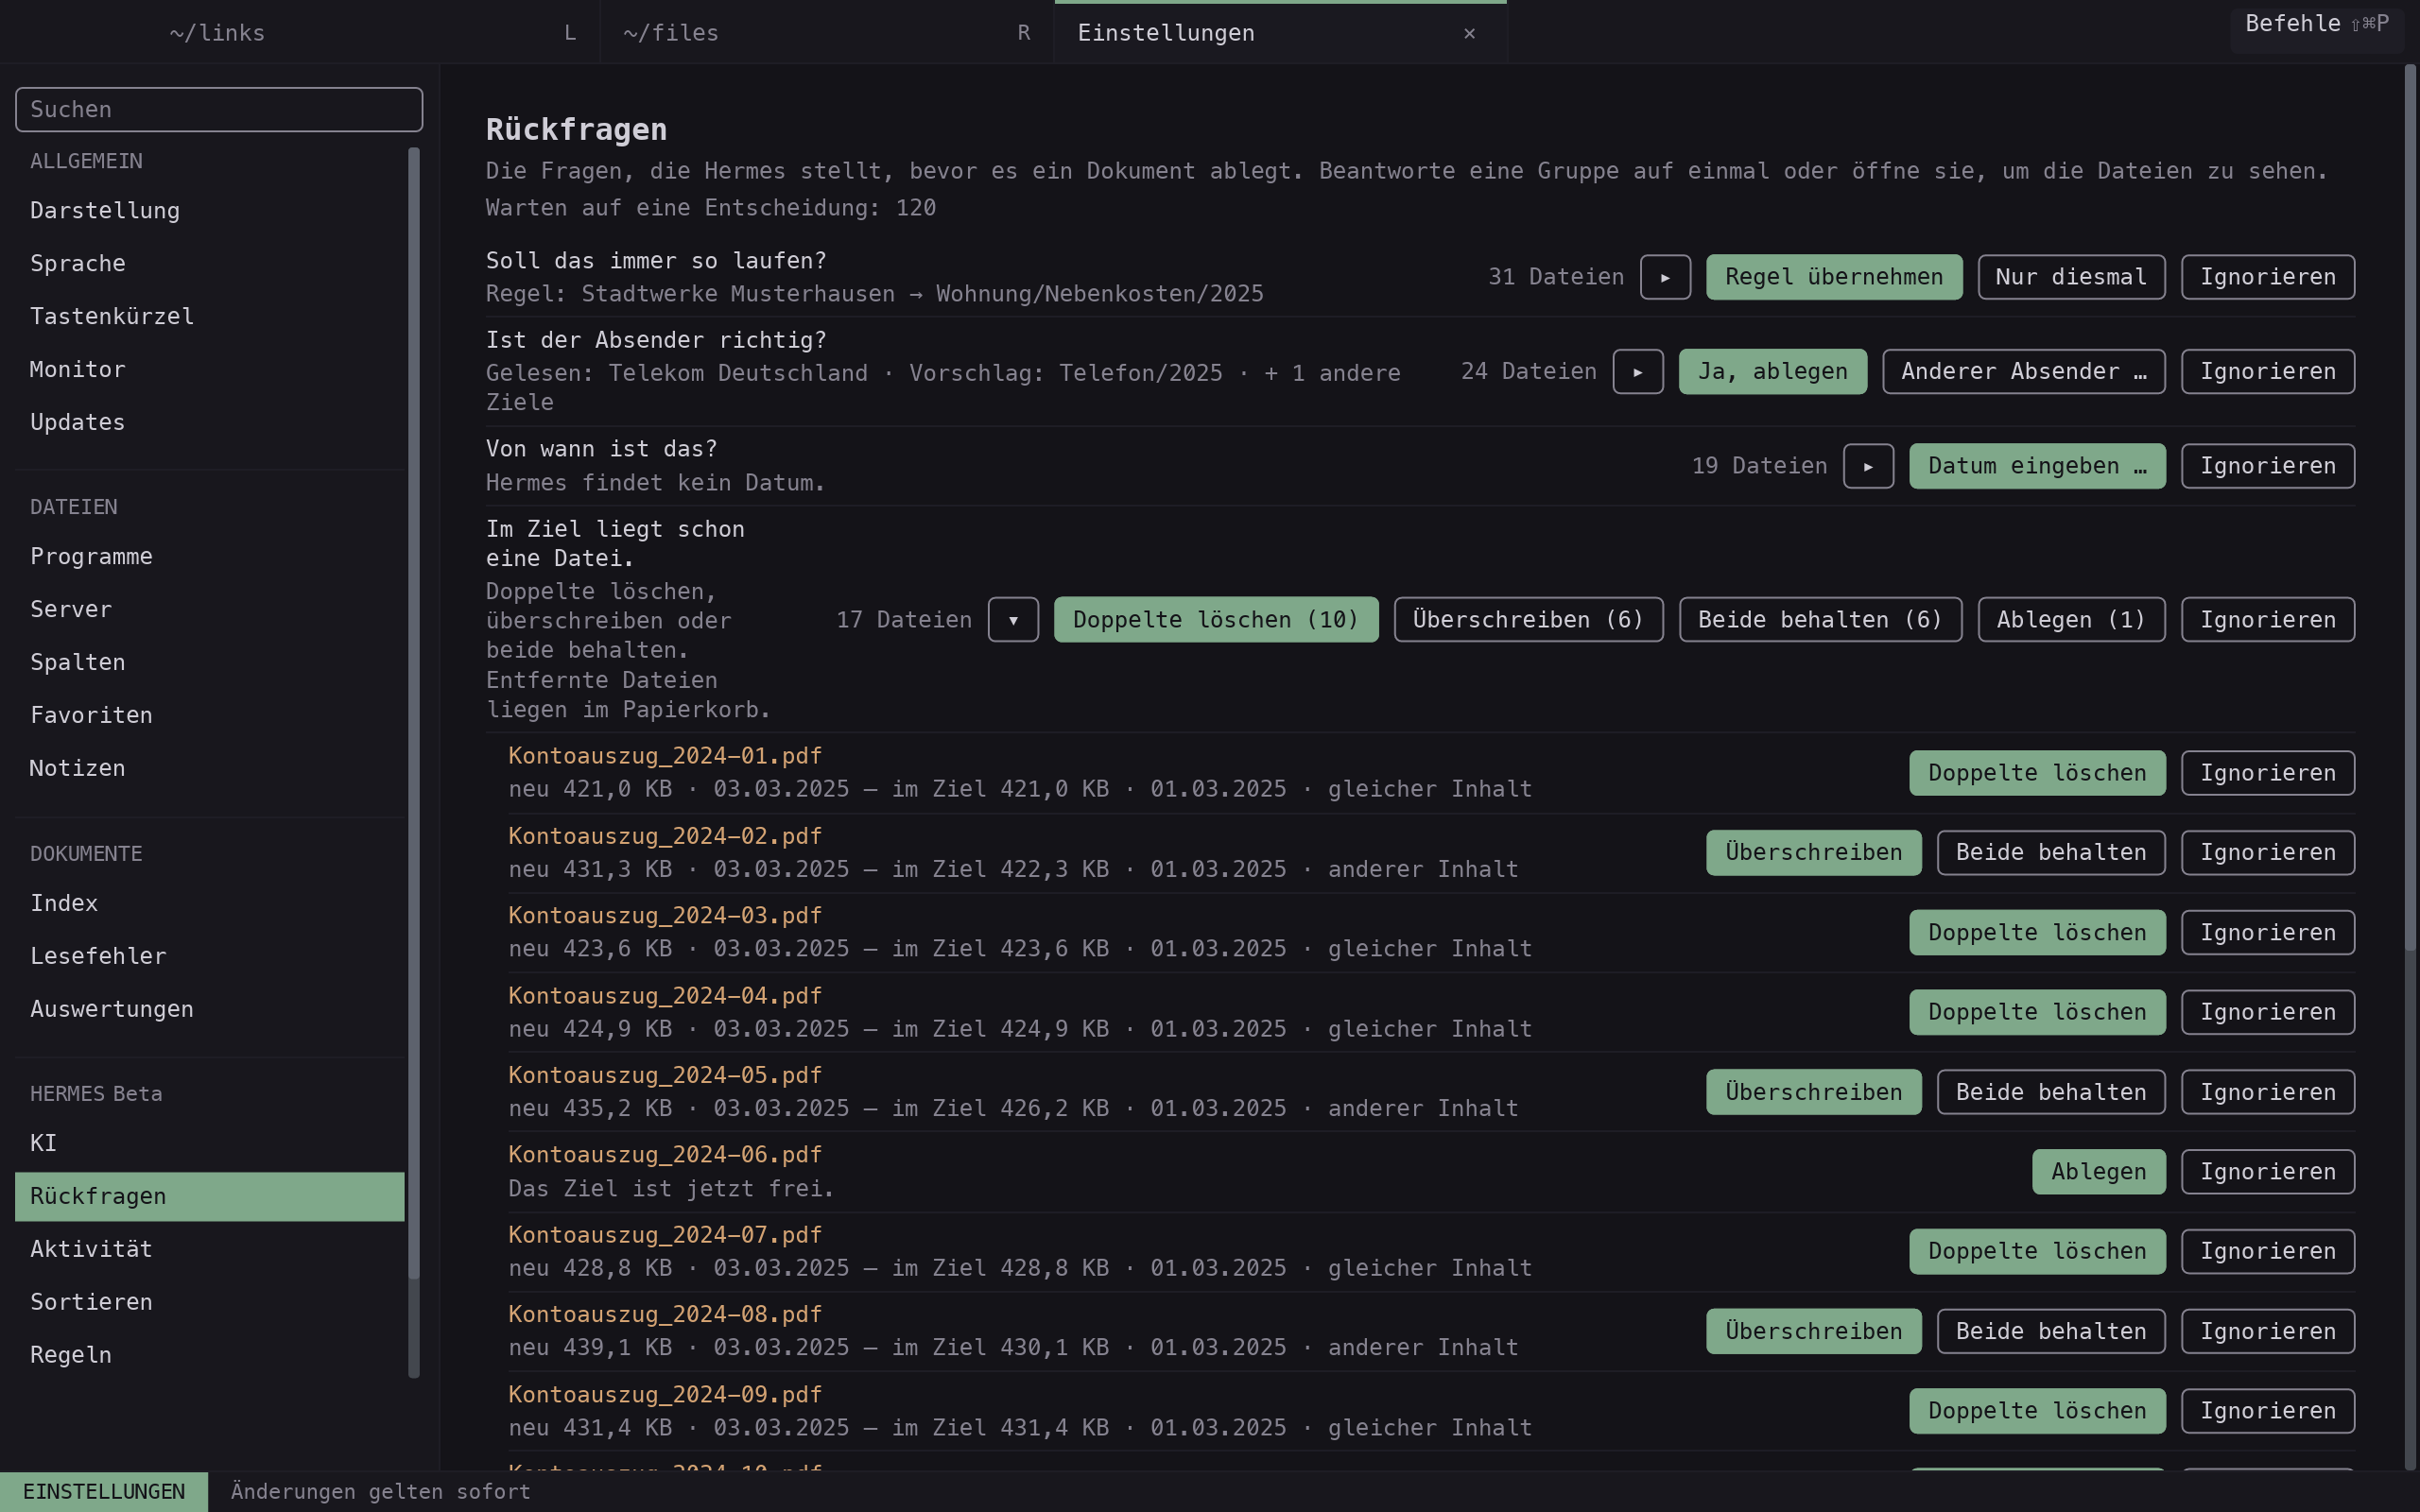 ~/links L ~/files R Einstellungen × Befehle ⇧⌘P
Suchen
ALLGEMEIN
Darstellung
Sprache
Tastenkürzel
Monitor
Updates
DATEIEN
Programme
Server
Spalten
Favoriten
Notizen
DOKUMENTE
Index
Lesefehler
Auswertungen
HERMES Beta
KI
Rückfragen
Aktivität
Sortieren
Regeln
Rückfragen
Die Fragen, die Hermes stellt, bevor es ein Dokument ablegt. Beantworte eine Gruppe auf einmal oder öffne sie, um die Dateien zu sehen.
Warten auf eine Entscheidung: 120
Soll das immer so laufen?
Regel: Stadtwerke Musterhausen → Wohnung/Nebenkosten/2025
31 Dateien ▸ Regel übernehmen Nur diesmal Ignorieren
Ist der Absender richtig?
Gelesen: Telekom Deutschland · Vorschlag: Telefon/2025 · + 1 andere
Ziele
24 Dateien ▸ Ja, ablegen Anderer Absender … Ignorieren
Von wann ist das?
Hermes findet kein Datum.
19 Dateien ▸ Datum eingeben … Ignorieren
Im Ziel liegt schon
eine Datei.
Doppelte löschen,
überschreiben oder
beide behalten.
Entfernte Dateien
liegen im Papierkorb.
17 Dateien ▾ Doppelte löschen (10) Überschreiben (6) Beide behalten (6) Ablegen (1) Ignorieren
Kontoauszug_2024-01.pdf
neu 421,0 KB · 03.03.2025 — im Ziel 421,0 KB · 01.03.2025 · gleicher Inhalt
Doppelte löschen Ignorieren
Kontoauszug_2024-02.pdf
neu 431,3 KB · 03.03.2025 — im Ziel 422,3 KB · 01.03.2025 · anderer Inhalt
Überschreiben Beide behalten Ignorieren
Kontoauszug_2024-03.pdf
neu 423,6 KB · 03.03.2025 — im Ziel 423,6 KB · 01.03.2025 · gleicher Inhalt
Doppelte löschen Ignorieren
Kontoauszug_2024-04.pdf
neu 424,9 KB · 03.03.2025 — im Ziel 424,9 KB · 01.03.2025 · gleicher Inhalt
Doppelte löschen Ignorieren
Kontoauszug_2024-05.pdf
neu 435,2 KB · 03.03.2025 — im Ziel 426,2 KB · 01.03.2025 · anderer Inhalt
Überschreiben Beide behalten Ignorieren
Kontoauszug_2024-06.pdf
Das Ziel ist jetzt frei.
Ablegen Ignorieren
Kontoauszug_2024-07.pdf
neu 428,8 KB · 03.03.2025 — im Ziel 428,8 KB · 01.03.2025 · gleicher Inhalt
Doppelte löschen Ignorieren
Kontoauszug_2024-08.pdf
neu 439,1 KB · 03.03.2025 — im Ziel 430,1 KB · 01.03.2025 · anderer Inhalt
Überschreiben Beide behalten Ignorieren
Kontoauszug_2024-09.pdf
neu 431,4 KB · 03.03.2025 — im Ziel 431,4 KB · 01.03.2025 · gleicher Inhalt
Doppelte löschen Ignorieren
EINSTELLUNGEN Änderungen gelten sofort